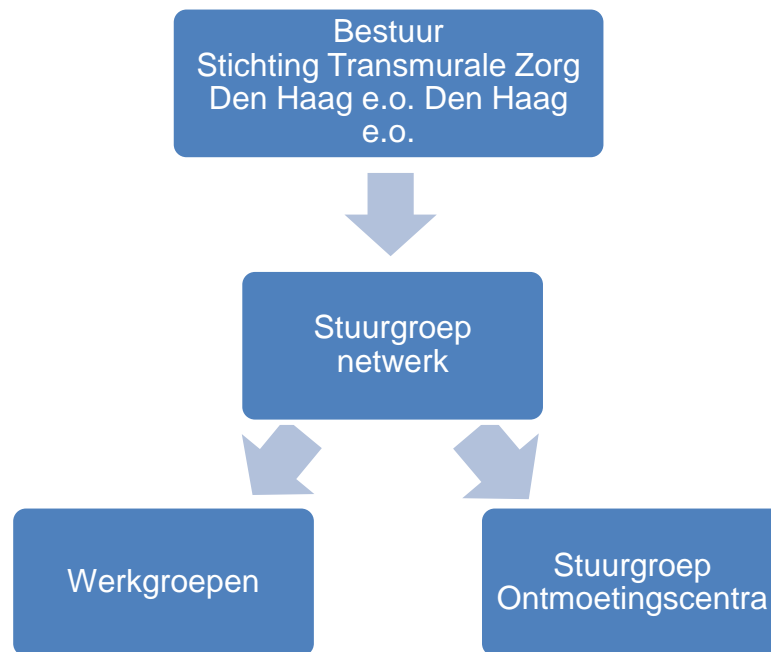 Bestuur
Stichting Transmurale Zorg
Den Haag e.o. Den Haag
e.o.
Stuurgroep
netwerk
Werkgroepen
Stuurgroep
Ontmoetingscentra